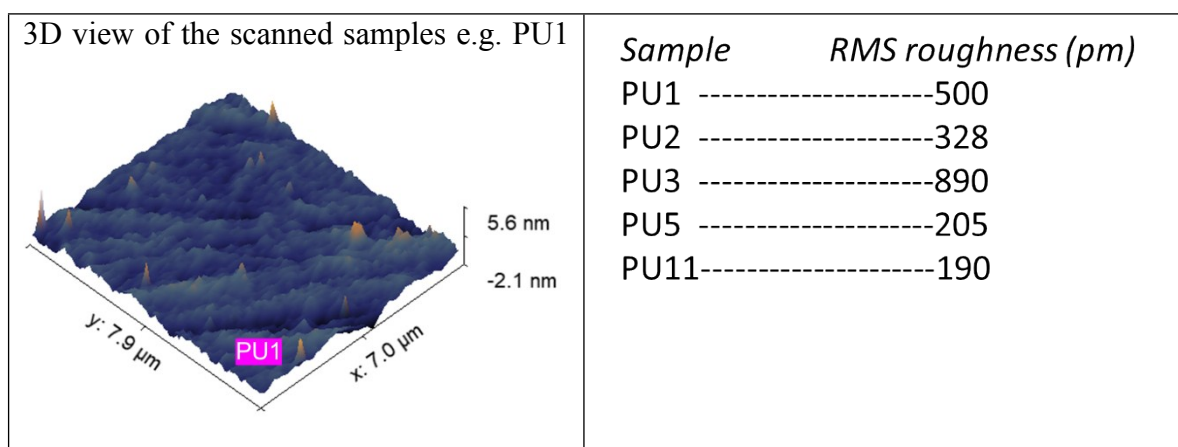 3D view of the scanned samples e.g. PU1
5.6 nm
-2.1 nm
y: 7.9 µm
x: 7.0 µm
PU1
Sample RMS roughness (pm)
PU1 ---------------------500
PU2 ---------------------328
PU3 ---------------------890
PU5 ---------------------205
PU11---------------------190